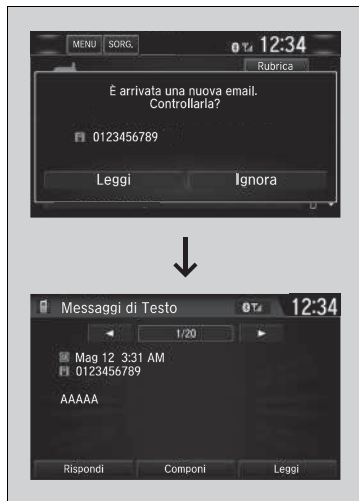 MENU SORG. 12:34
Rubrica
È arrivata una nuova email.
Controllarla?
0123456789
Leggi Ignora
Messaggi di Testo 12:34
1/20
Mag 12 3:31 AM
0123456789
AAAAA
Rispondi Componi Leggi